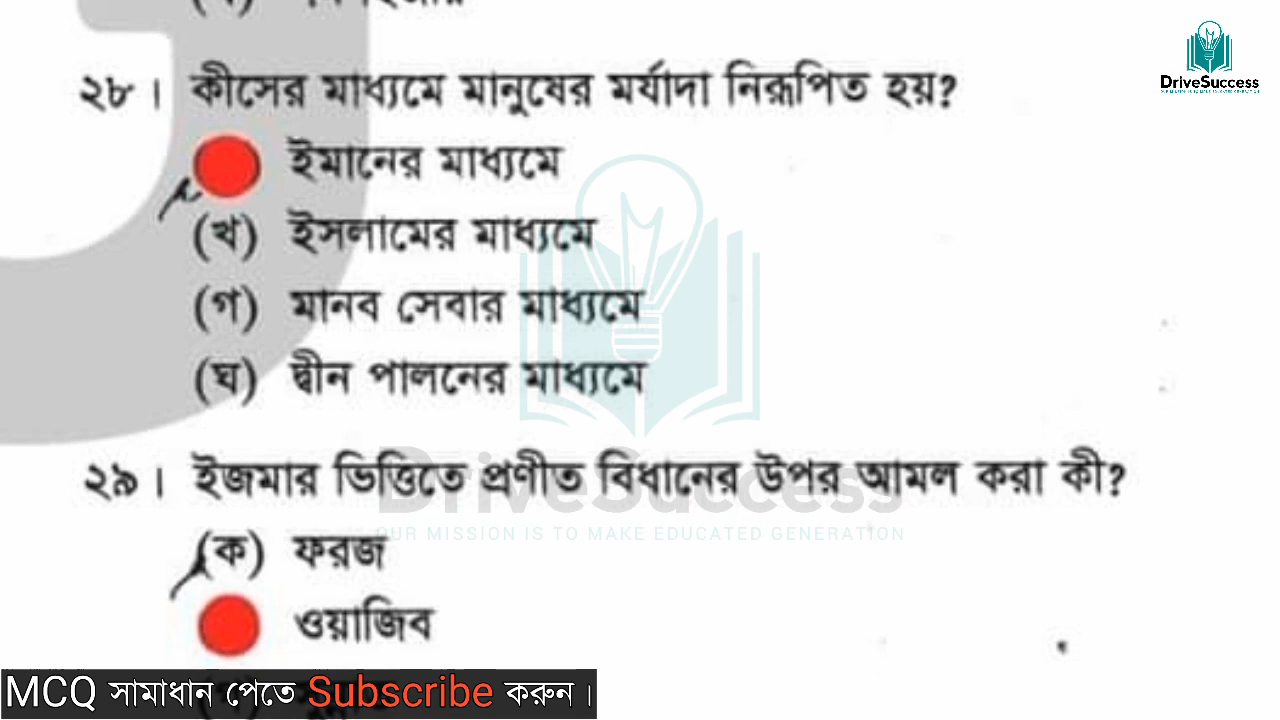 DriveSuccess
২৮। কীসের মাধ্যমে মানুষের মর্যাদা নিরূপিত হয়?
ইমানের মাধ্যমে
(খ) ইসলামের মাধ্যমে
(গ) মানব সেবার মাধ্যমে
(ঘ) দ্বীন পালনের মাধ্যমে
২৯। ইজমার ভিত্তিতে প্রণীত বিধানের উপর আমল করা কী?
DriveSuccess
OUR MISSION IS TO MAKE EDUCATED GENERATION
(ক) ফরজ
ওয়াজিব
MCQ সামাধান পেতে Subscribe করুন।